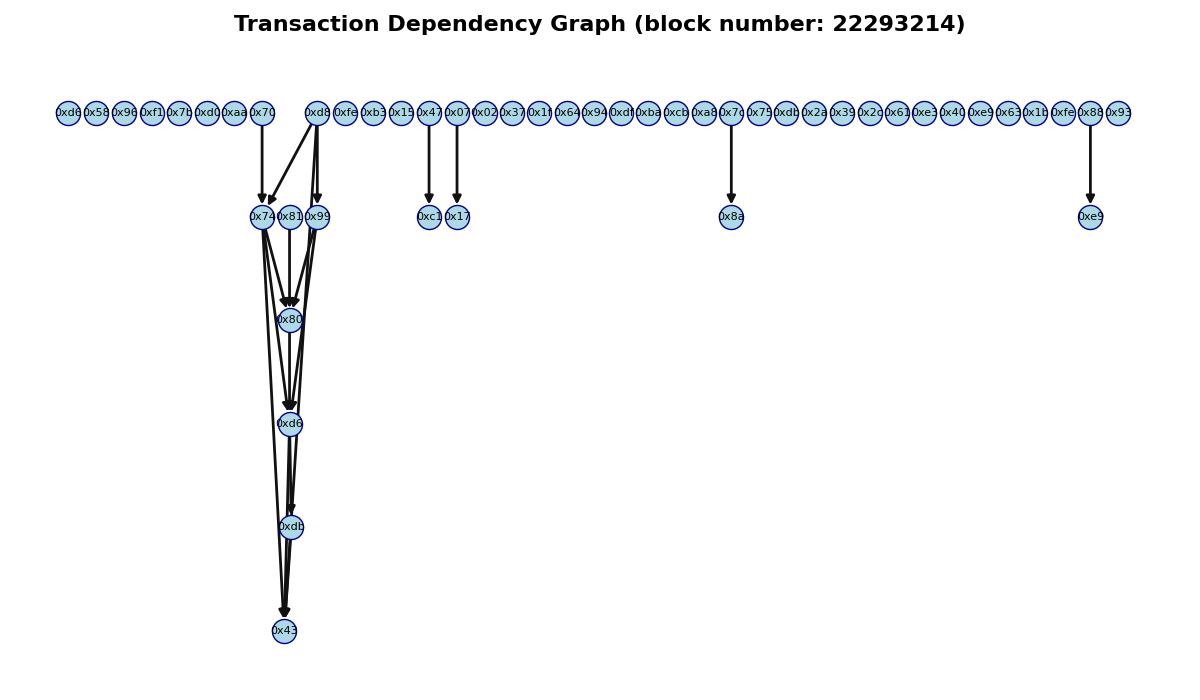 Transaction Dependency Graph (block number: 22293214)
0xd6 0x58 0x96 0xf1 0x7b 0xd0 0xaa 0x70 0xd8 0xfe 0xb3 0x15 0x47 0x07 0x02 0x37 0x1f 0x64 0x94 0xdf 0xba 0xcb 0xa8 0x7c 0x75 0xdb 0x2a 0x39 0x2c 0x61 0xe3 0x40 0xe9 0x63 0x1b 0xfe 0x88 0x93
0x74 0x81 0x99 0xc1 0x17 0x8a 0xe9
0x80
0xd6
0xdb
0x43